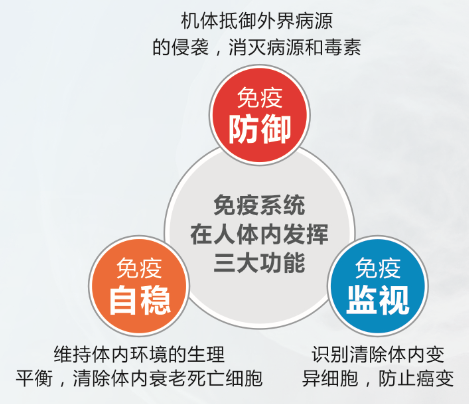 机体抵御外界病源
的侵袭，消灭病源和毒素
免疫
防御
免疫系统
在人体内发挥
三大功能
免疫
自稳
免疫
监视
维持体内环境的生理
平衡，清除体内衰老死亡细胞
识别清除体内变
异细胞，防止癌变